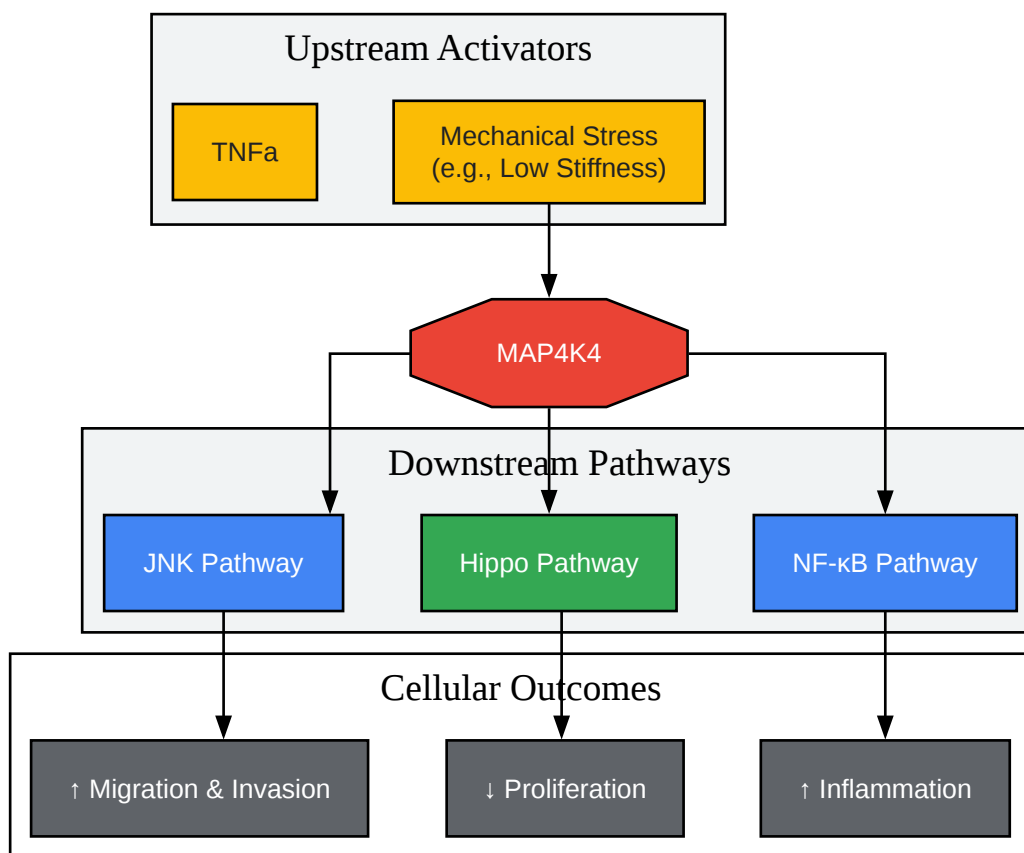 Upstream Activators
TNFa
Mechanical Stress
(e.g., Low Stiffness)
MAP4K4
Downstream Pathways
JNK Pathway
Hippo Pathway
NF-κB Pathway
Cellular Outcomes
↑ Migration & Invasion
↓ Proliferation
↑ Inflammation